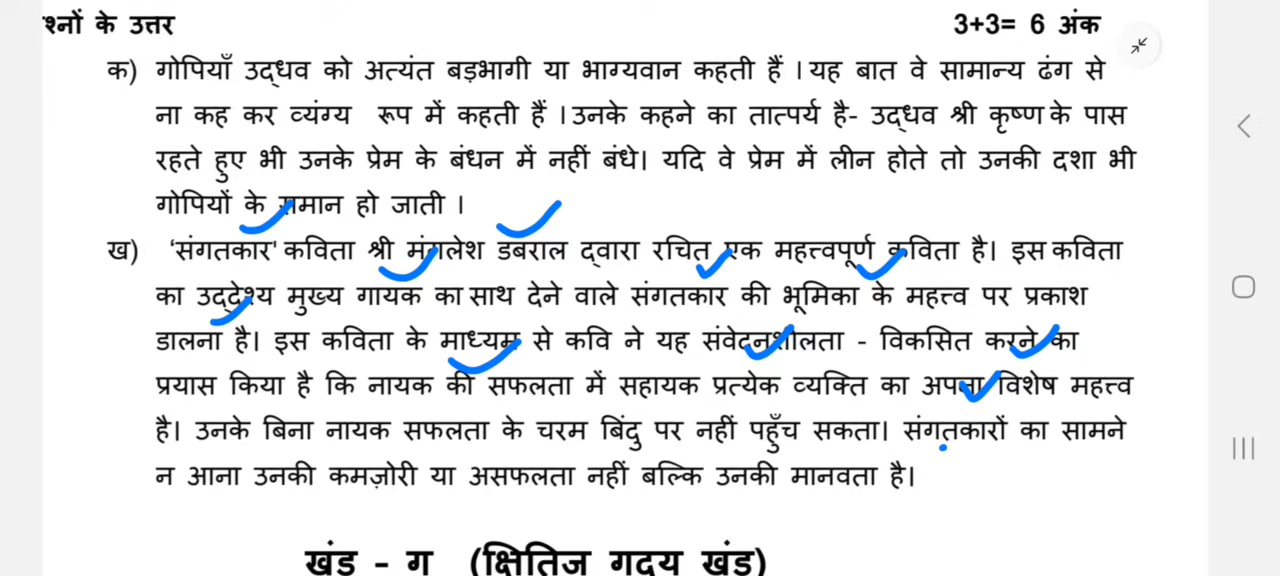 श्नों के उत्तर 3+3= 6 अंक
क) गोपियाँ उद्धव को अत्यंत बड़भागी या भाग्यवान कहती हैं । यह बात वे सामान्य ढंग से
ना कह कर व्यंग्य रूप में कहती हैं । उनके कहने का तात्पर्य है- उद्धव श्री कृष्ण के पास
रहते हुए भी उनके प्रेम के बंधन में नहीं बंधे। यदि वे प्रेम में लीन होते तो उनकी दशा भी
गोपियों के समान हो जाती ।
ख) ‘संगतकार' कविता श्री मंगलेश डबराल द्वारा रचित एक महत्त्वपूर्ण कविता है। इस कविता
का उद्देश्य मुख्य गायक का साथ देने वाले संगतकार की भूमिका के महत्त्व पर प्रकाश
डालना है। इस कविता के माध्यम से कवि ने यह संवेदनशीलता - विकसित करने का
प्रयास किया है कि नायक की सफलता में सहायक प्रत्येक व्यक्ति का अपना विशेष महत्त्व
है। उनके बिना नायक सफलता के चरम बिंदु पर नहीं पहुँच सकता। संगतकारों का सामने
न आना उनकी कमज़ोरी या असफलता नहीं बल्कि उनकी मानवता है।
खंड - ग (क्षितिज गद्य खंड)